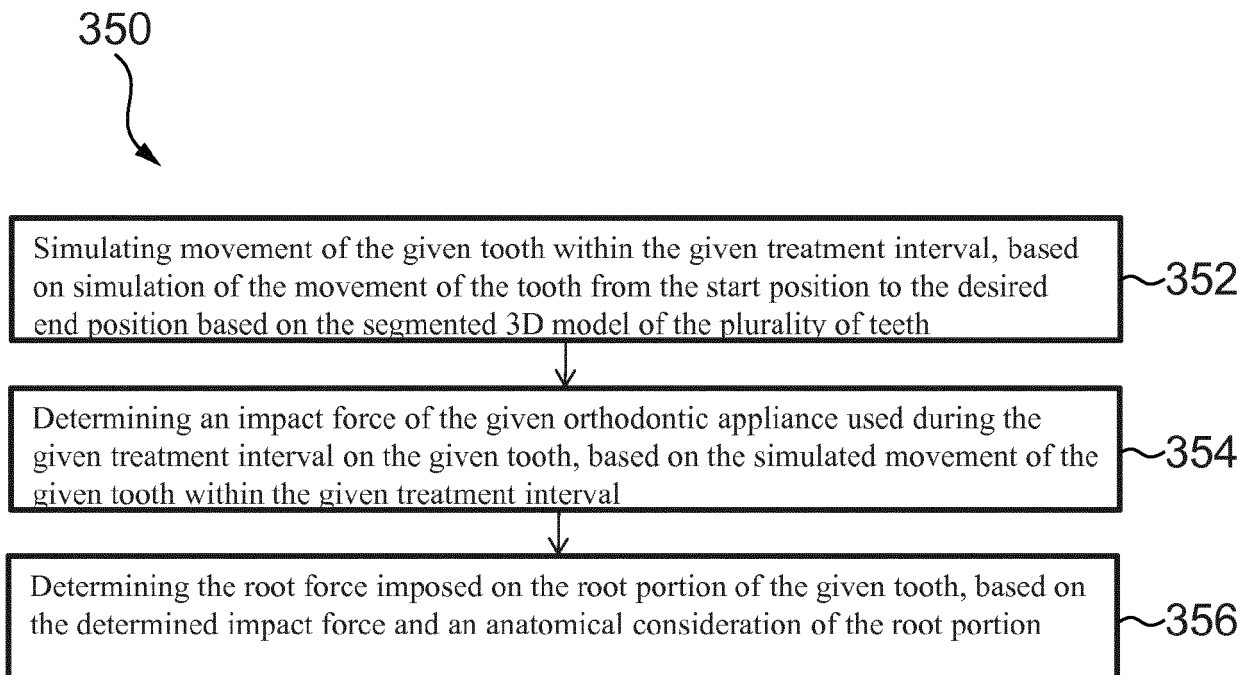 350
Simulating movement of the given tooth within the given treatment interval, based
on simulation of the movement of the tooth from the start position to the desired
end position based on the segmented 3D model of the plurality of teeth
352
Determining an impact force of the given orthodontic appliance used during the
given treatment interval on the given tooth, based on the simulated movement of the
given tooth within the given treatment interval
354
Determining the root force imposed on the root portion of the given tooth, based on
the determined impact force and an anatomical consideration of the root portion
356